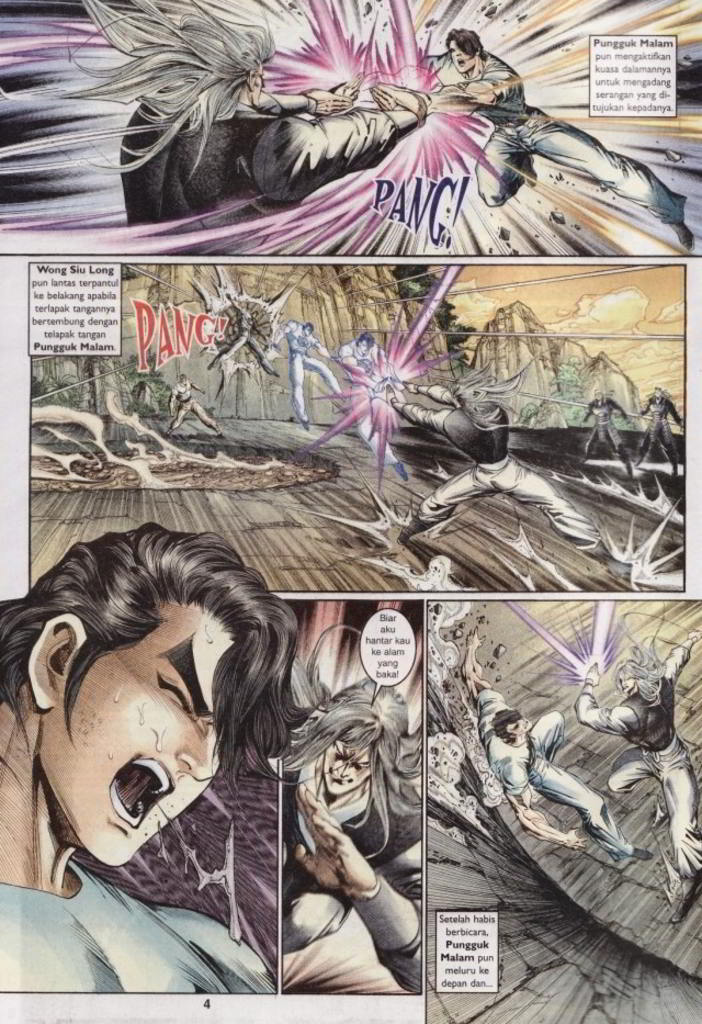 Pungguk Malam
pun mengaktifkan
kuasa dalamannya
untuk mengadang
serangan yang di-
tujukan kepadanya.
PANG!
Wong Siu Long
pun lantas terpantul
ke belakang apabila
terlapak tangannya
bertembung dengan
telapak tangan
Pungguk Malam.
PANG!
Biar
aku
hantar kau
ke alam
yang
baka!
Setelah habis
berbicara,
Pungguk
Malam pun
meluru ke
depan dan...
4